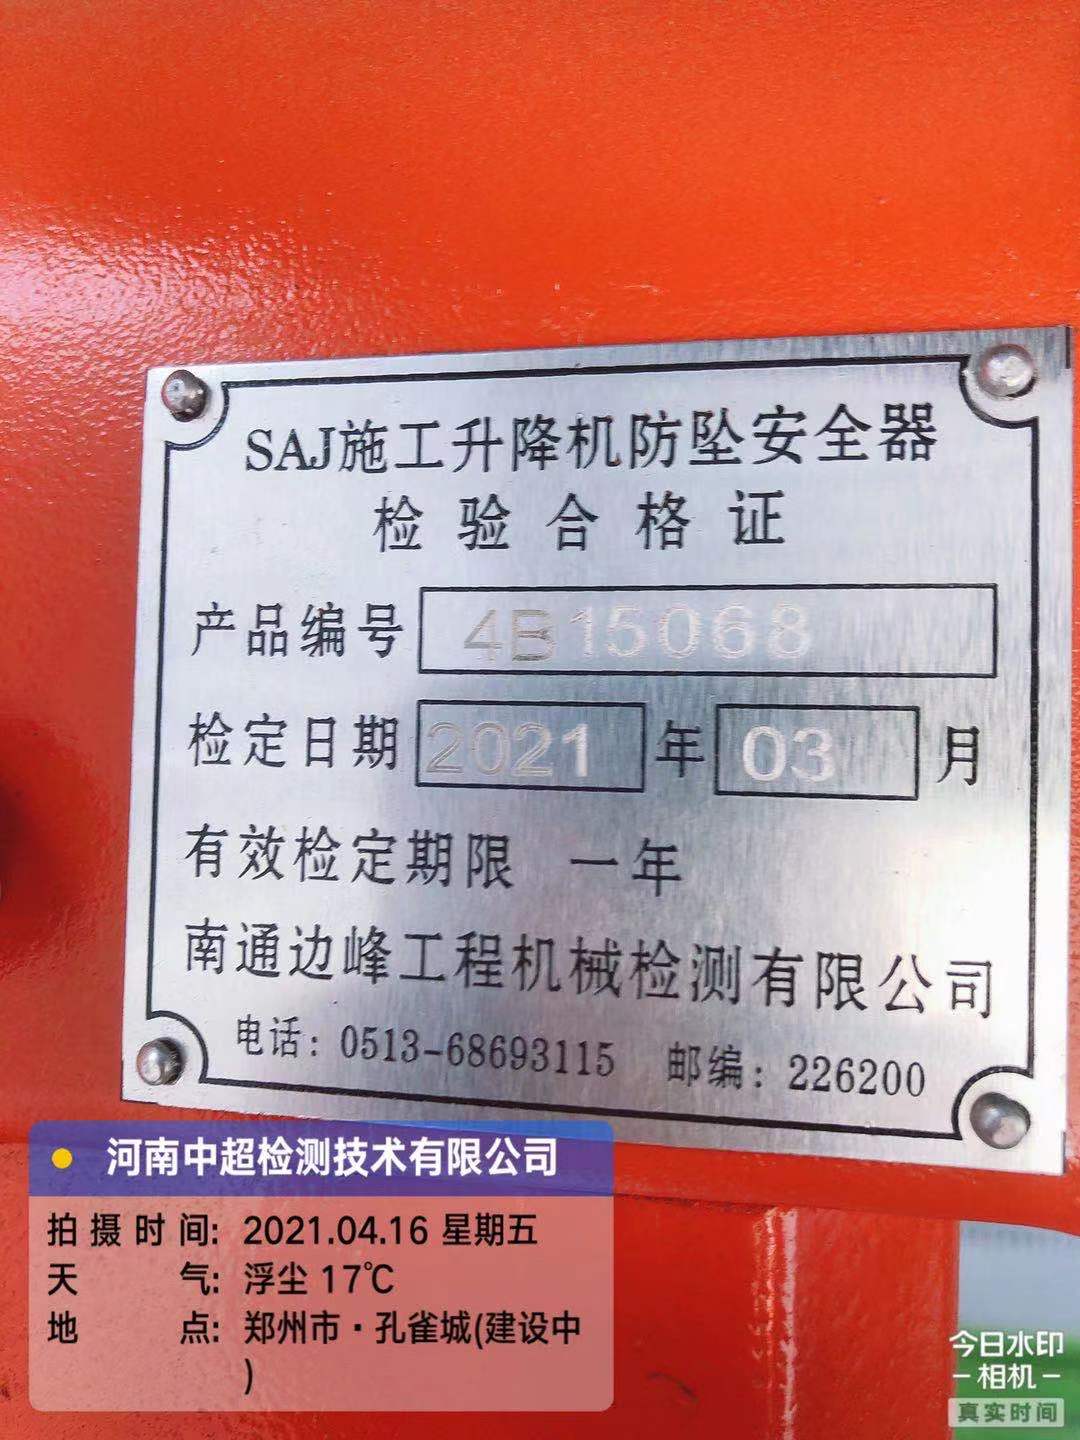 SAJ施工升降机防坠安全器
检验合格证
产品编号 4B15068
检定日期 2021 年 03 月
有效检定期限 一年
南通边峰工程机械检测有限公司
电话：0513-68693115 邮编：226200
河南中超检测技术有限公司
拍摄时间: 2021.04.16 星期五
天气: 浮尘 17℃
地点: 郑州市·孔雀城(建设中
)
今日水印
-相机-
真实时间